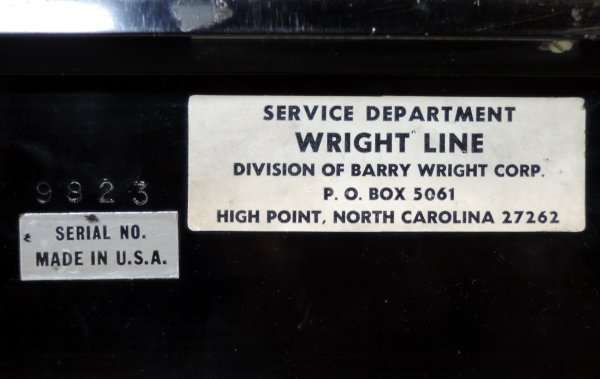 SERVICE DEPARTMENT
WRIGHT LINE
DIVISION OF BARRY WRIGHT CORP.
P. O. BOX 5061
HIGH POINT, NORTH CAROLINA 27262
9823
SERIAL NO.
MADE IN U.S.A.